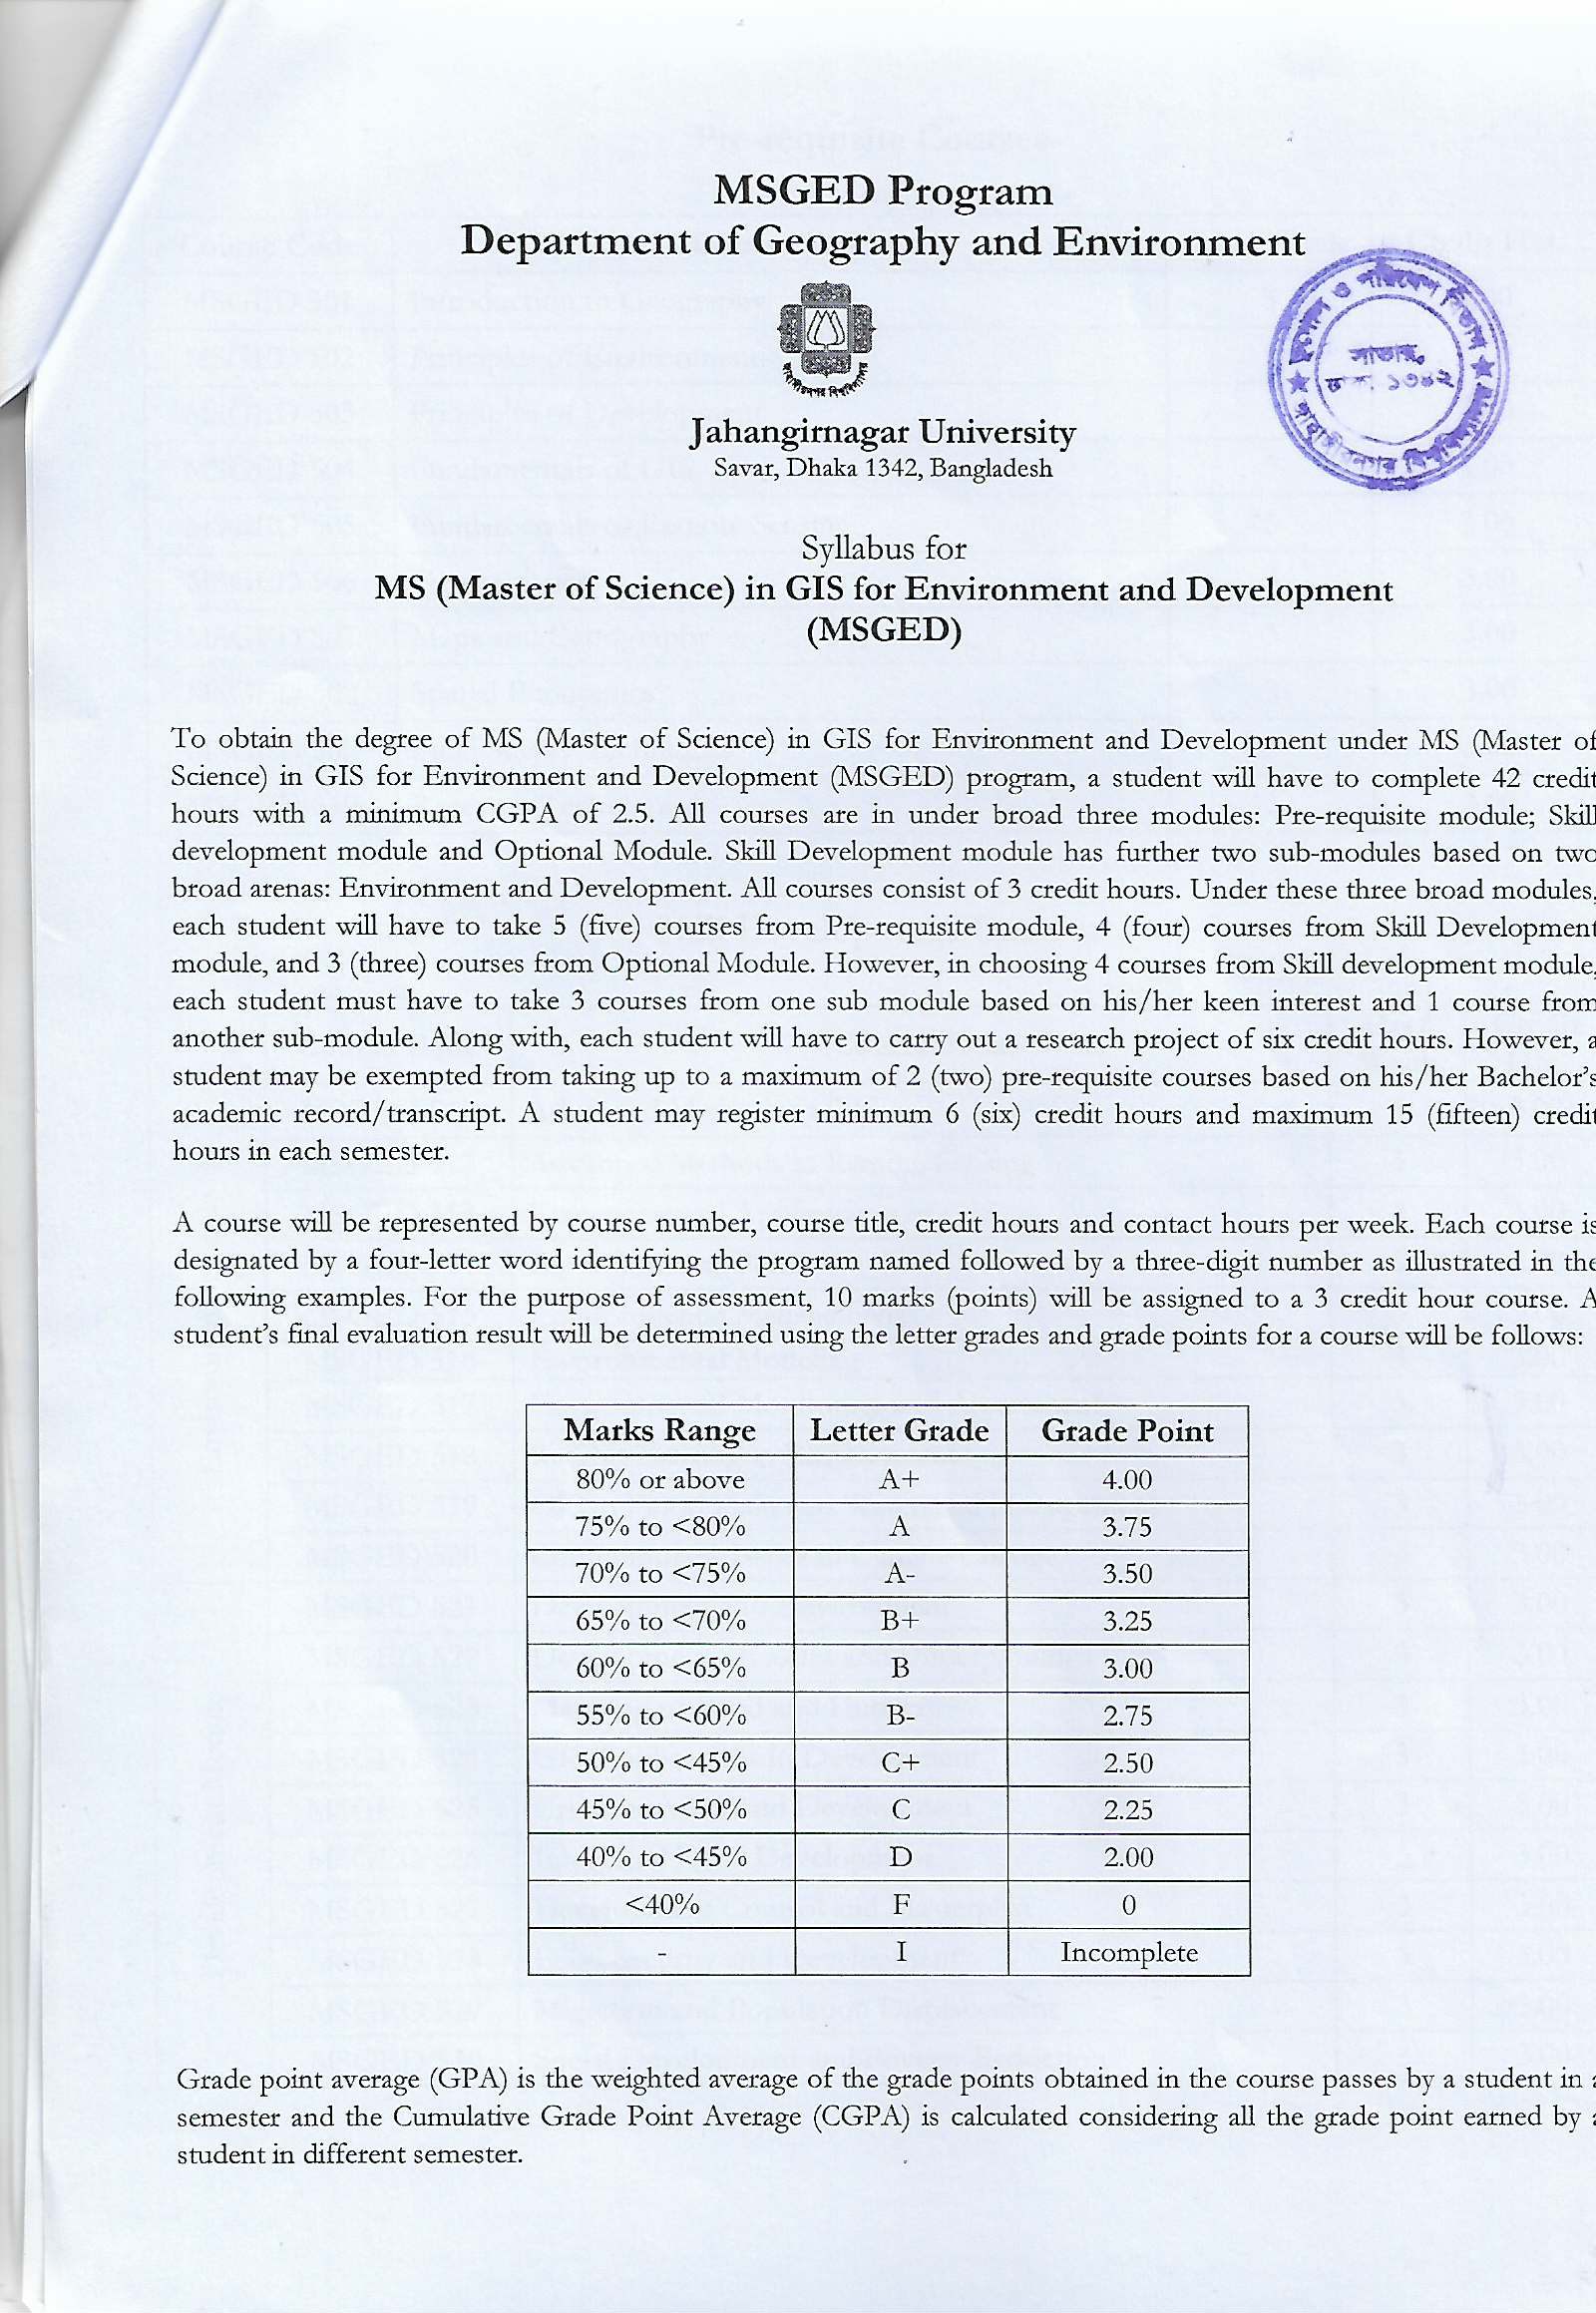 MSGED Program
Department of Geography and Environment
জাহাঙ্গীরনগর বিশ্ববিদ্যালয়
Jahangirnagar University
Savar, Dhaka 1342, Bangladesh
ভূগোল ও পরিবেশ বিভাগ
সাভার,
ঢাকা ১৩৪২
জাহাঙ্গীরনগর বিশ্ববিদ্যালয়
Syllabus for
MS (Master of Science) in GIS for Environment and Development
(MSGED)
To obtain the degree of MS (Master of Science) in GIS for Environment and Development under MS (Master of
Science) in GIS for Environment and Development (MSGED) program, a student will have to complete 42 credit
hours with a minimum CGPA of 2.5. All courses are in under broad three modules: Pre-requisite module; Skill
development module and Optional Module. Skill Development module has further two sub-modules based on two
broad arenas: Environment and Development. All courses consist of 3 credit hours. Under these three broad modules,
each student will have to take 5 (five) courses from Pre-requisite module, 4 (four) courses from Skill Development
module, and 3 (three) courses from Optional Module. However, in choosing 4 courses from Skill development module,
each student must have to take 3 courses from one sub module based on his/her keen interest and 1 course from
another sub-module. Along with, each student will have to carry out a research project of six credit hours. However, a
student may be exempted from taking up to a maximum of 2 (two) pre-requisite courses based on his/her Bachelor's
academic record/transcript. A student may register minimum 6 (six) credit hours and maximum 15 (fifteen) credit
hours in each semester.
A course will be represented by course number, course title, credit hours and contact hours per week. Each course is
designated by a four-letter word identifying the program named followed by a three-digit number as illustrated in the
following examples. For the purpose of assessment, 10 marks (points) will be assigned to a 3 credit hour course. A
student's final evaluation result will be determined using the letter grades and grade points for a course will be follows:
Marks Range Letter Grade Grade Point
80% or above A+ 4.00
75% to <80% A 3.75
70% to <75% A- 3.50
65% to <70% B+ 3.25
60% to <65% B 3.00
55% to <60% B- 2.75
50% to <45% C+ 2.50
45% to <50% C 2.25
40% to <45% D 2.00
<40% F 0
- I Incomplete
Grade point average (GPA) is the weighted average of the grade points obtained in the course passes by a student in a
semester and the Cumulative Grade Point Average (CGPA) is calculated considering all the grade point earned by a
student in different semester.